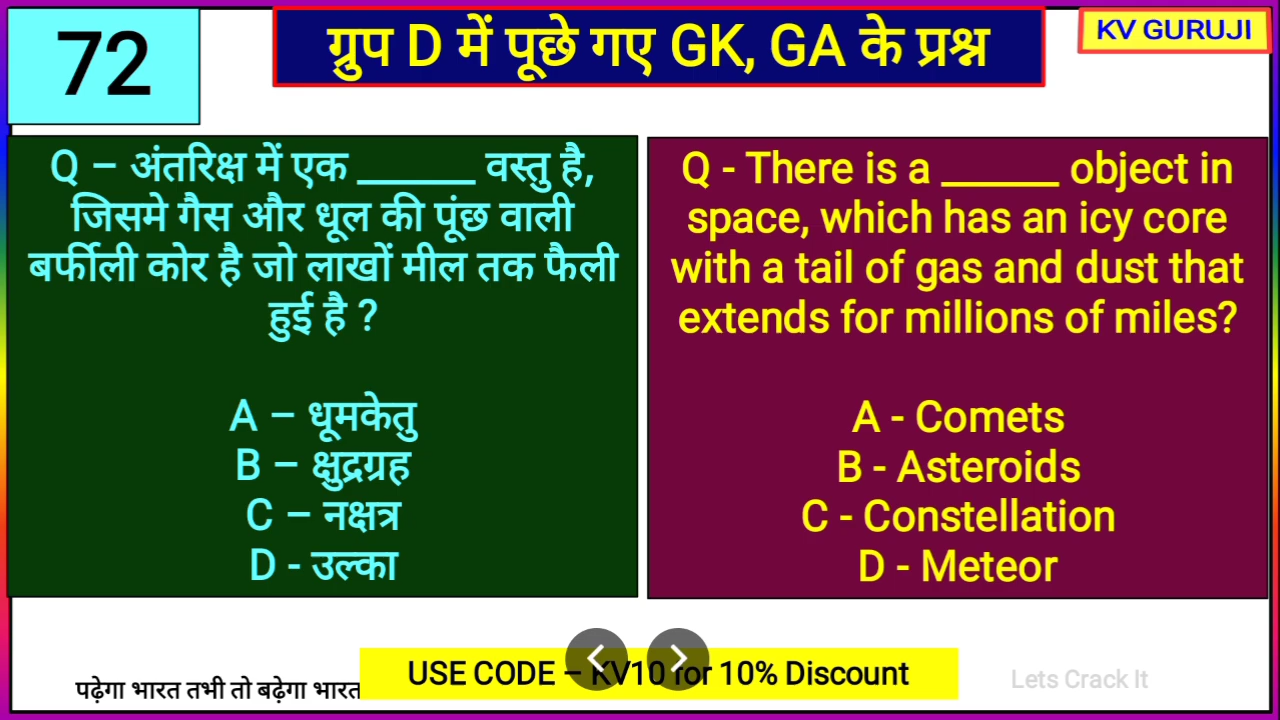 72
ग्रुप D में पूछे गए GK, GA के प्रश्न
KV GURUJI
Q – अंतरिक्ष में एक ______ वस्तु है,
जिसमे गैस और धूल की पूंछ वाली
बर्फीली कोर है जो लाखों मील तक फैली
हुई है ?
A – धूमकेतु
B – क्षुद्रग्रह
C – नक्षत्र
D - उल्का
Q - There is a ______ object in
space, which has an icy core
with a tail of gas and dust that
extends for millions of miles?
A - Comets
B - Asteroids
C - Constellation
D - Meteor
पढ़ेगा भारत तभी तो बढ़ेगा भारत
USE CODE – KV10 for 10% Discount
Lets Crack It